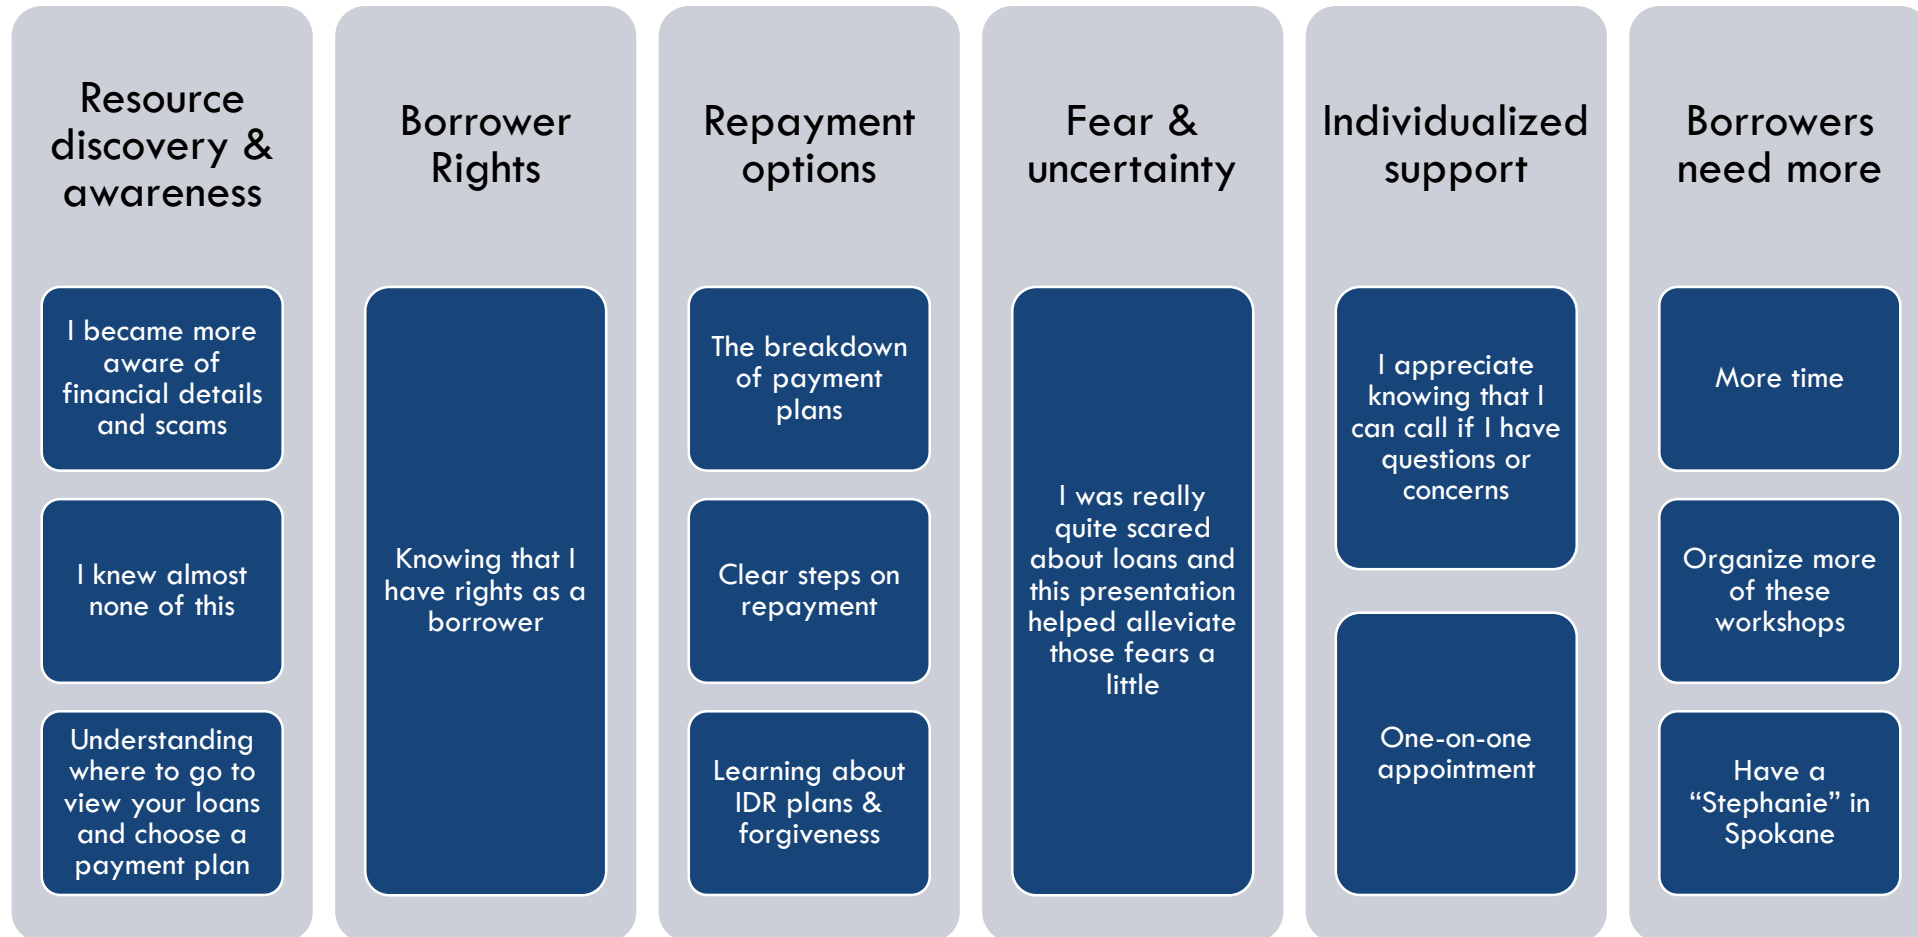 Resource
discovery &
awareness
I became more
aware of
financial details
and scams
I knew almost
none of this
Understanding
where to go to
view your loans
and choose a
payment plan
Borrower
Rights
Knowing that I
have rights as a
borrower
Repayment
options
The breakdown
of payment
plans
Clear steps on
repayment
Learning about
IDR plans &
forgiveness
Fear &
uncertainty
I was really
quite scared
about loans and
this presentation
helped alleviate
those fears a
little
Individualized
support
I appreciate
knowing that I
can call if I have
questions or
concerns
One-on-one
appointment
Borrowers
need more
More time
Organize more
of these
workshops
Have a
“Stephanie” in
Spokane